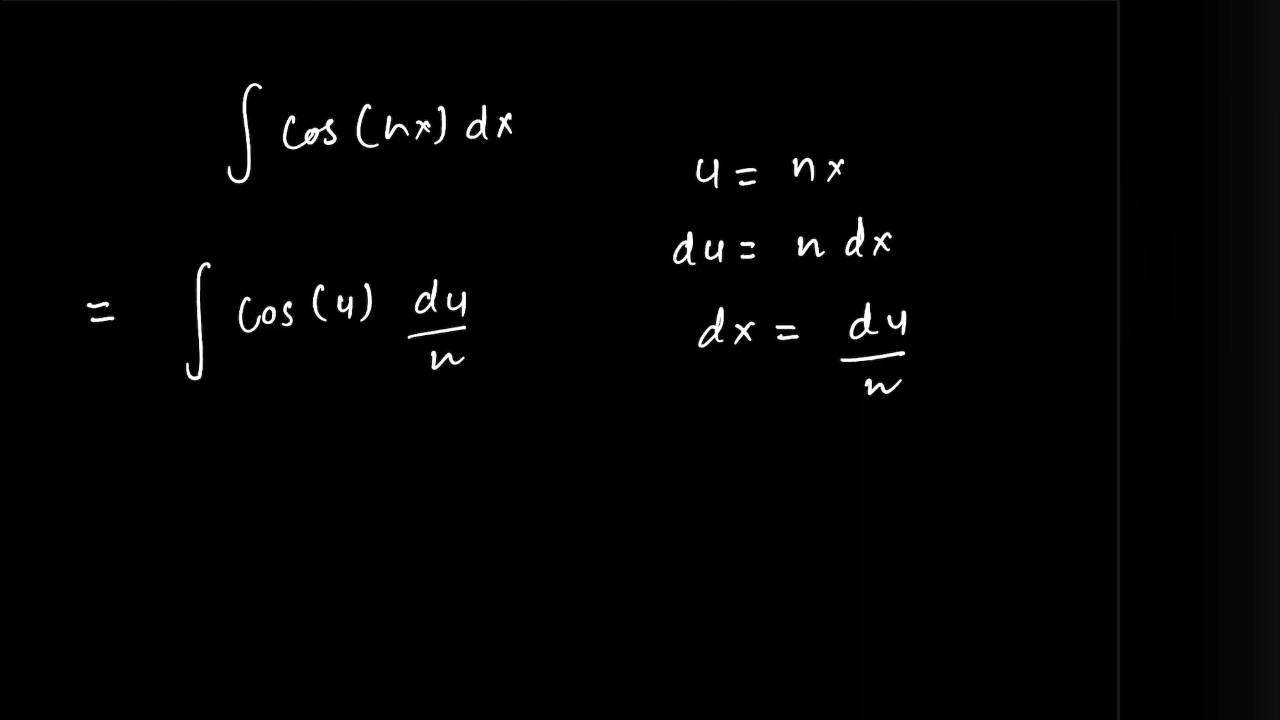 ∫ cos(nx) dx
= ∫ cos(u) du/n
u = nx
du = n dx
dx = du/n